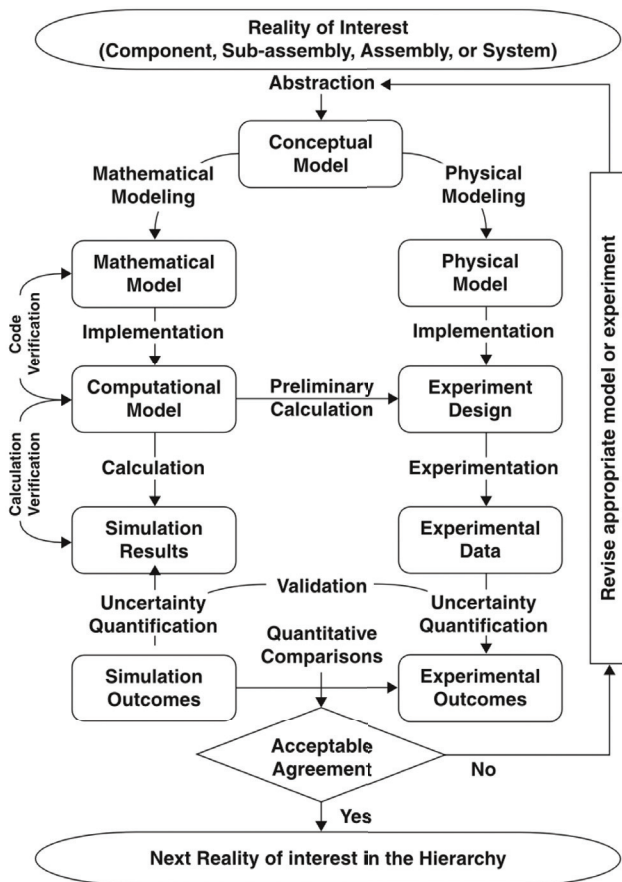 Reality of Interest
(Component, Sub-assembly, Assembly, or System)
Abstraction
Conceptual
Model
Mathematical
Modeling
Physical
Modeling
Mathematical
Model
Physical
Model
Code
Verification
Implementation
Implementation
Computational
Model
Preliminary
Calculation
Experiment
Design
Calculation
Verification
Calculation
Experimentation
Simulation
Results
Experimental
Data
Validation
Uncertainty
Quantification
Uncertainty
Quantification
Quantitative
Comparisons
Simulation
Outcomes
Experimental
Outcomes
Revise appropriate model or experiment
Acceptable
Agreement
No
Yes
Next Reality of interest in the Hierarchy